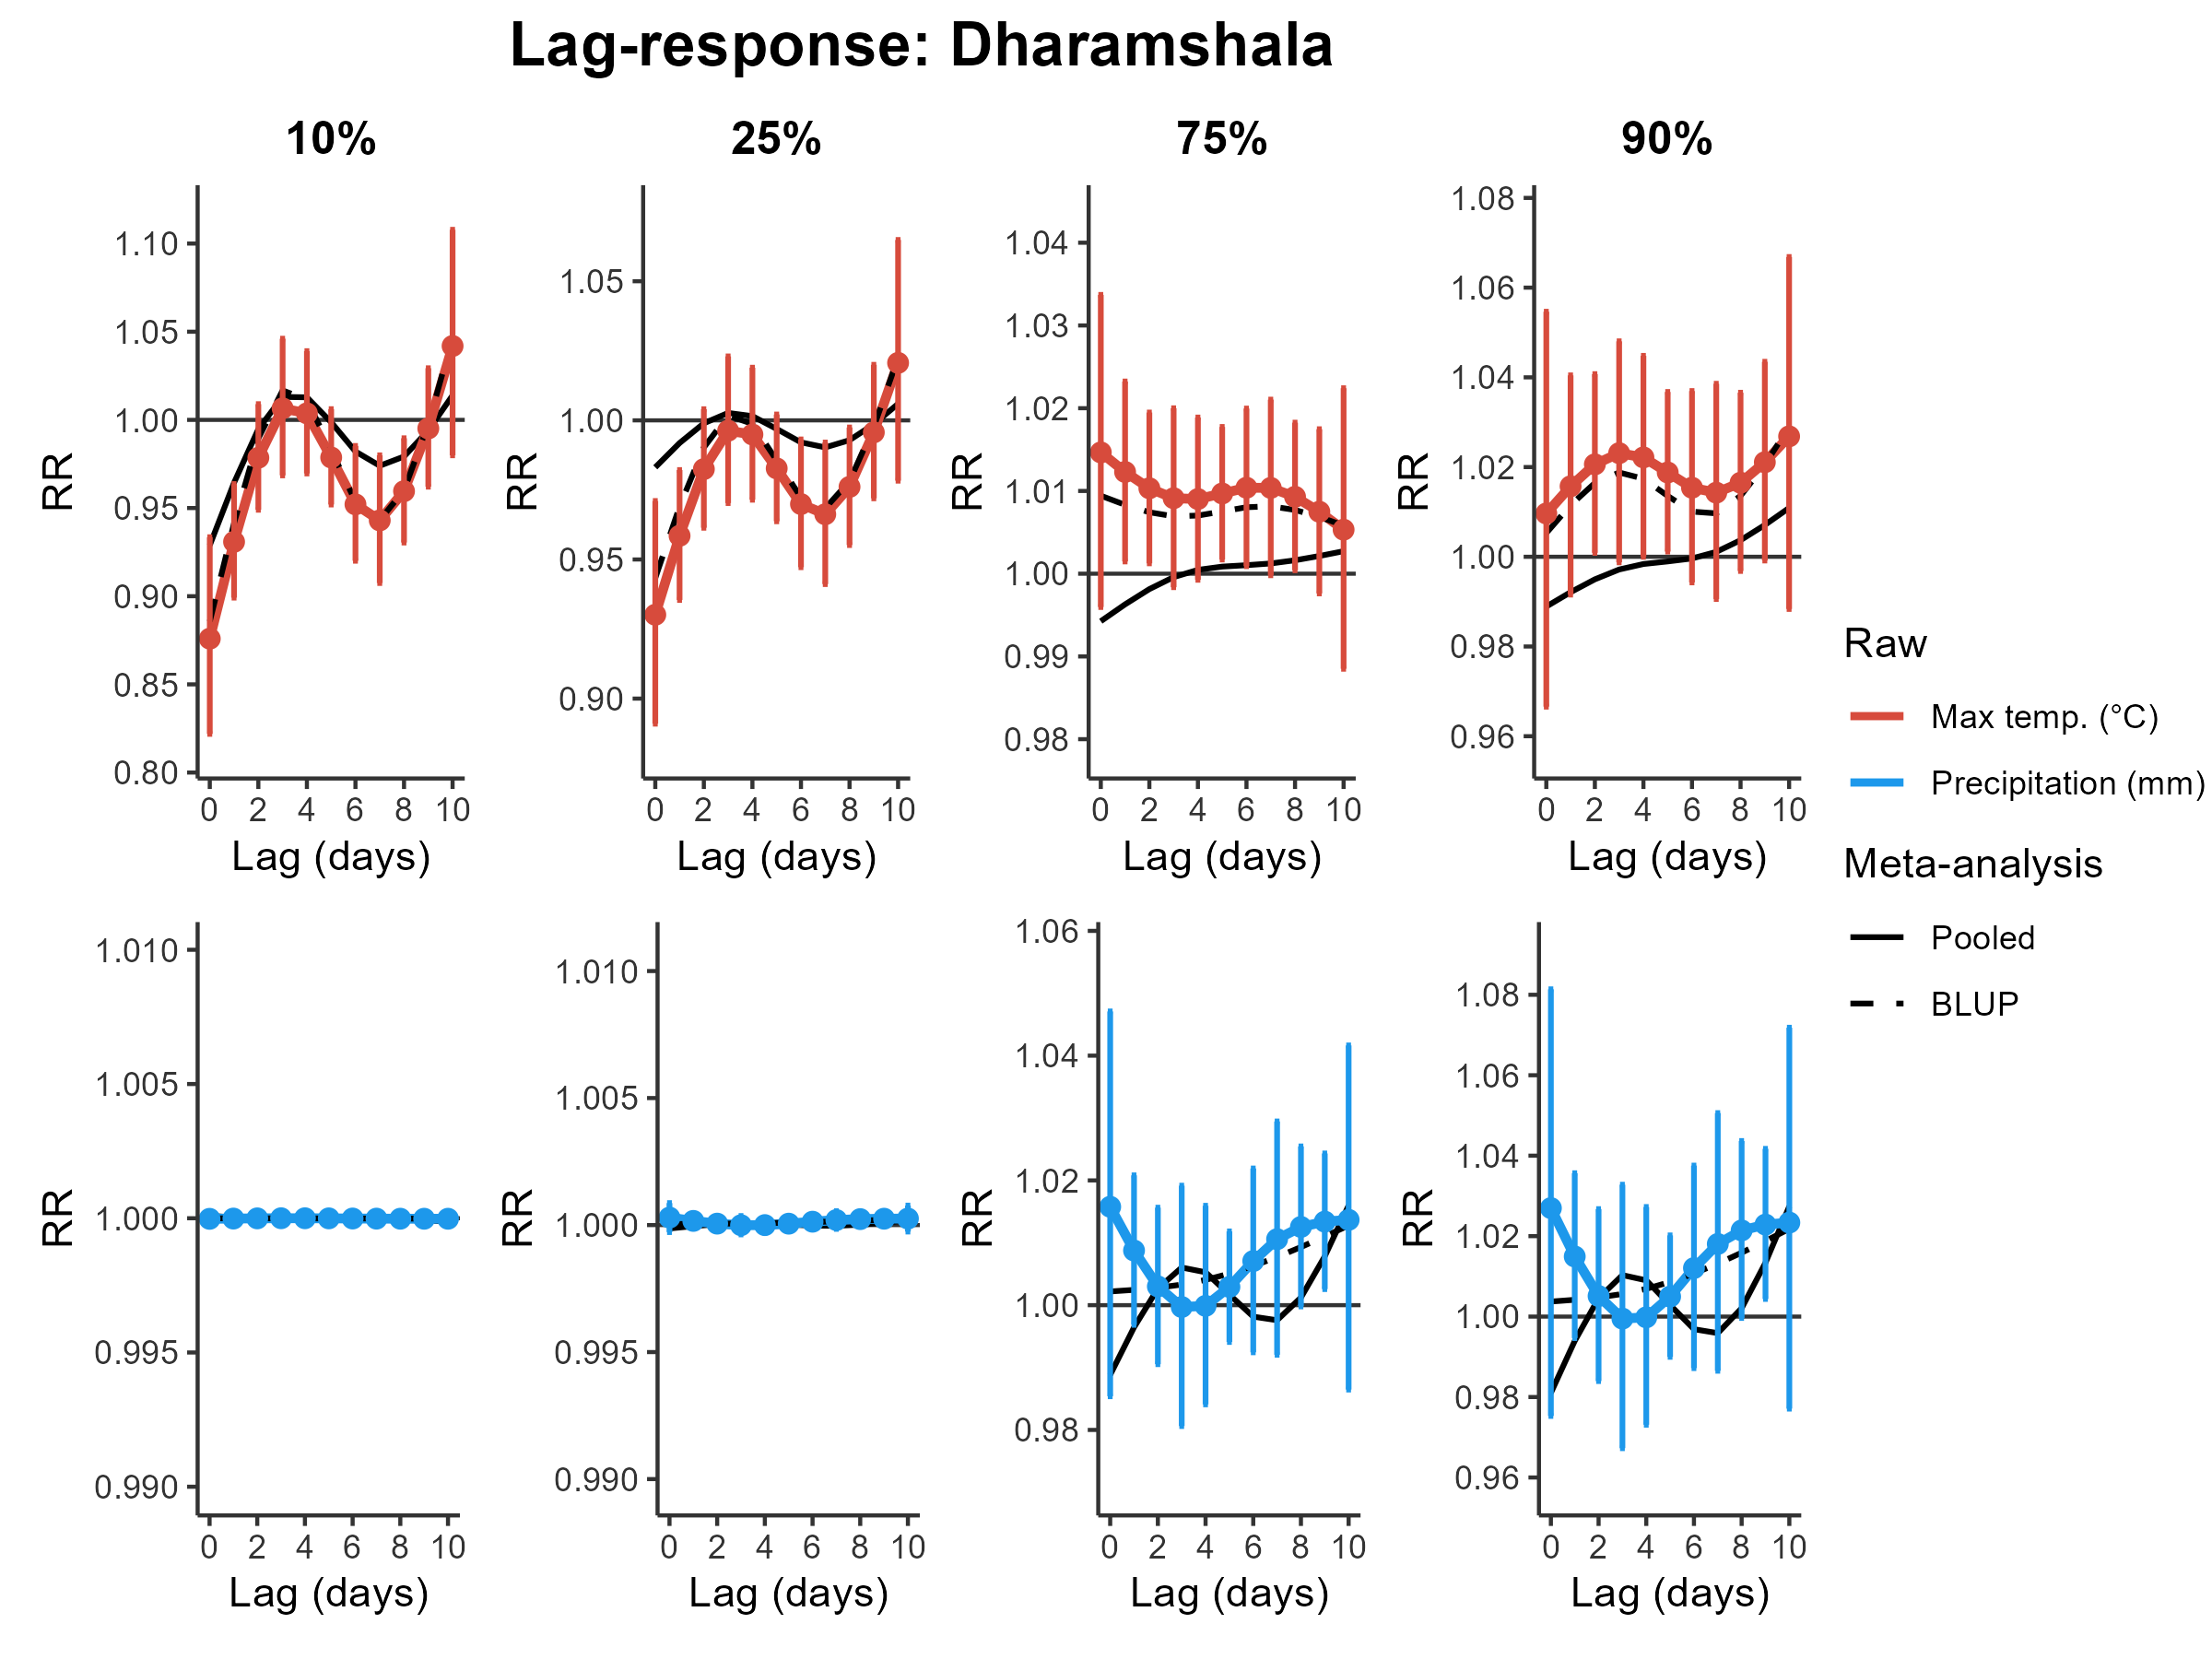 Lag-response: Dharamshala
10% 25% 75% 90%
1.10
1.05
1.00
0.95
0.90
0.85
0.80
RR
0 2 4 6 8 10
Lag (days)
1.05
1.00
0.95
0.90
RR
0 2 4 6 8 10
Lag (days)
1.04
1.03
1.02
1.01
1.00
0.99
0.98
RR
0 2 4 6 8 10
Lag (days)
1.08
1.06
1.04
1.02
1.00
0.98
0.96
RR
0 2 4 6 8 10
Lag (days)
Raw
Max temp. (°C)
Precipitation (mm)
Meta-analysis
Pooled
BLUP
1.010
1.005
1.000
0.995
0.990
RR
0 2 4 6 8 10
Lag (days)
1.010
1.005
1.000
0.995
0.990
RR
0 2 4 6 8 10
Lag (days)
1.06
1.04
1.02
1.00
0.98
RR
0 2 4 6 8 10
Lag (days)
1.08
1.06
1.04
1.02
1.00
0.98
0.96
RR
0 2 4 6 8 10
Lag (days)